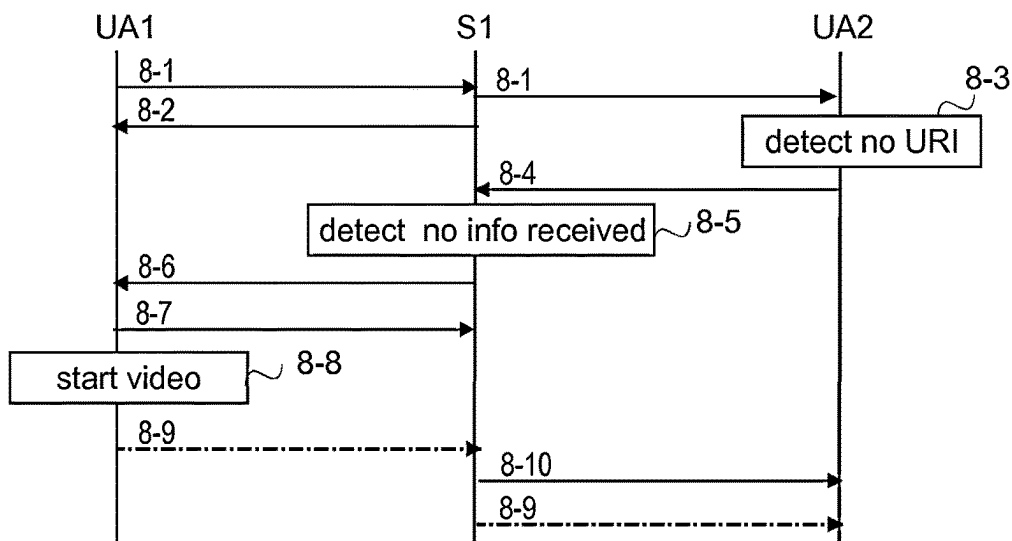 UA1
S1
UA2
8-1
8-1
8-3
8-2
detect no URI
8-4
detect no info received
8-5
8-6
8-7
start video
8-8
8-9
8-10
8-9